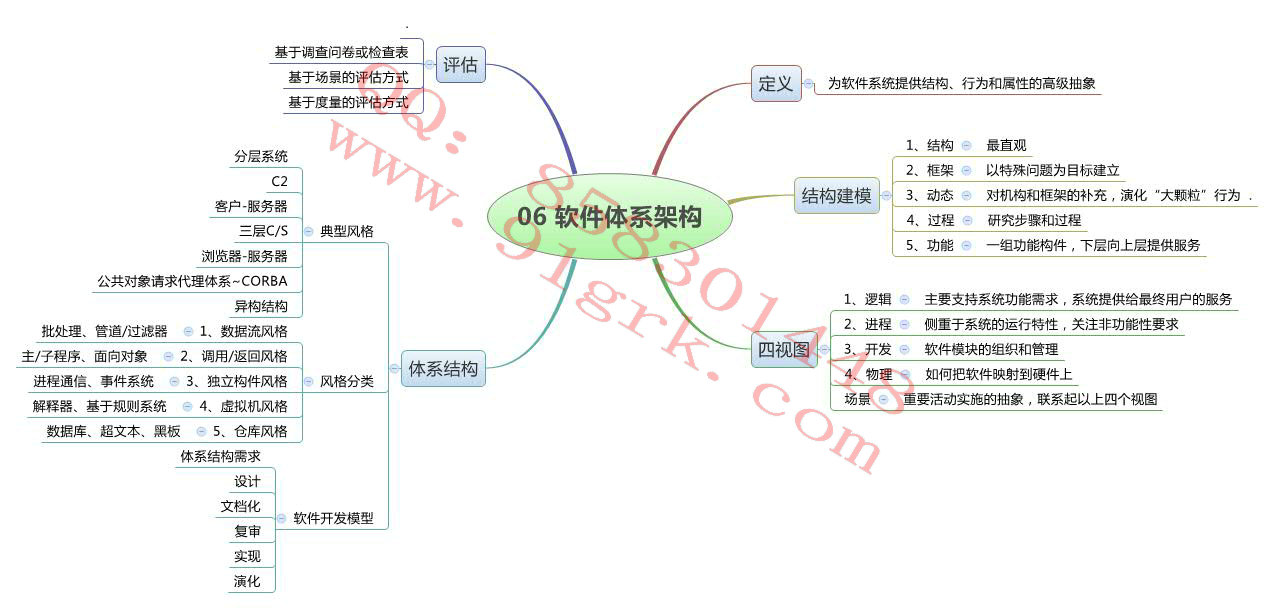 06 软件体系架构
定义
为软件系统提供结构、行为和属性的高级抽象
结构建模
1、结构 最直观
2、框架 以特殊问题为目标建立
3、动态 对机构和框架的补充，演化“大颗粒”行为 .
4、过程 研究步骤和过程
5、功能 一组功能构件，下层向上层提供服务
四视图
1、逻辑 主要支持系统功能需求，系统提供给最终用户的服务
2、进程 侧重于系统的运行特性，关注非功能性要求
3、开发 软件模块的组织和管理
4、物理 如何把软件映射到硬件上
场景 重要活动实施的抽象，联系起以上四个视图
评估
.
基于调查问卷或检查表
基于场景的评估方式
基于度量的评估方式
体系结构
典型风格
分层系统
C2
客户-服务器
三层C/S
浏览器-服务器
公共对象请求代理体系~CORBA
异构结构
风格分类
批处理、管道/过滤器 1、数据流风格
主/子程序、面向对象 2、调用/返回风格
进程通信、事件系统 3、独立构件风格
解释器、基于规则系统 4、虚拟机风格
数据库、超文本、黑板 5、仓库风格
软件开发模型
体系结构需求
设计
文档化
复审
实现
演化
QQ: 858301448
www.91grk.com